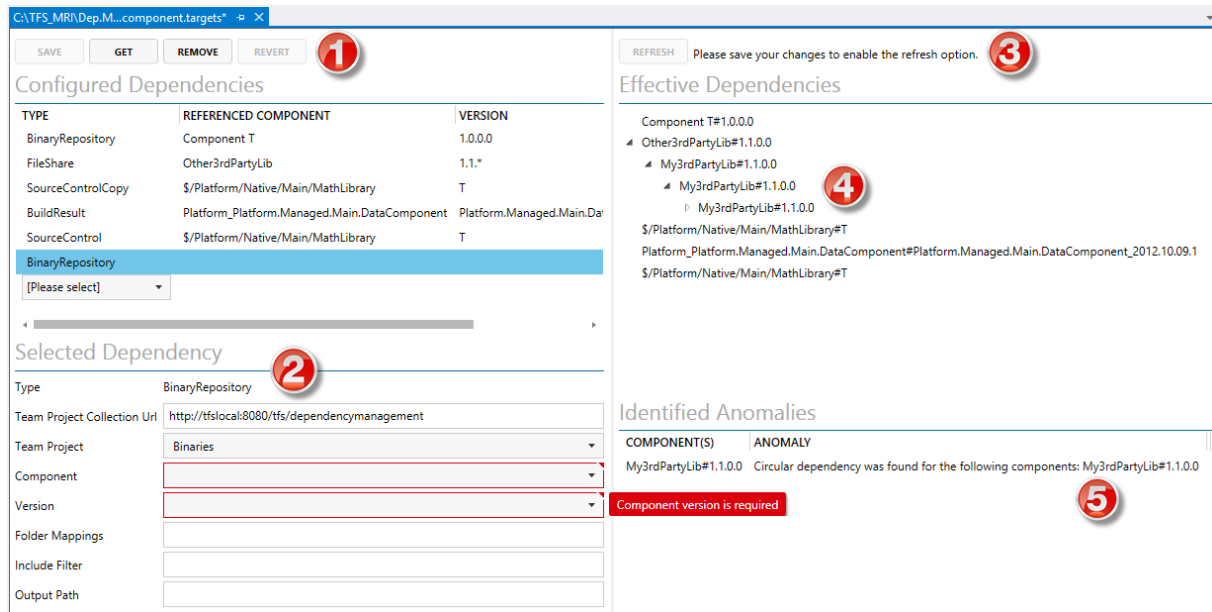 C:\TFS_MRI\Dep.M...component.targets*
SAVE GET REMOVE REVERT 1
Configured Dependencies
TYPE REFERENCED COMPONENT VERSION
BinaryRepository Component T 1.0.0.0
FileShare Other3rdPartyLib 1.1.*
SourceControlCopy $/Platform/Native/Main/MathLibrary T
BuildResult Platform_Platform.Managed.Main.DataComponent Platform.Managed.Main.Dat
SourceControl $/Platform/Native/Main/MathLibrary T
BinaryRepository
[Please select]
Selected Dependency 2
Type BinaryRepository
Team Project Collection Url http://tfslocal:8080/tfs/dependencymanagement
Team Project Binaries
Component
Version
Component version is required
Folder Mappings
Include Filter
Output Path
REFRESH Please save your changes to enable the refresh option. 3
Effective Dependencies
Component T#1.0.0.0
Other3rdPartyLib#1.1.0.0
My3rdPartyLib#1.1.0.0
My3rdPartyLib#1.1.0.0 4
My3rdPartyLib#1.1.0.0
$/Platform/Native/Main/MathLibrary#T
Platform_Platform.Managed.Main.DataComponent#Platform.Managed.Main.DataComponent_2012.10.09.1
$/Platform/Native/Main/MathLibrary#T
Identified Anomalies
COMPONENT(S) ANOMALY
My3rdPartyLib#1.1.0.0 Circular dependency was found for the following components: My3rdPartyLib#1.1.0.0
5